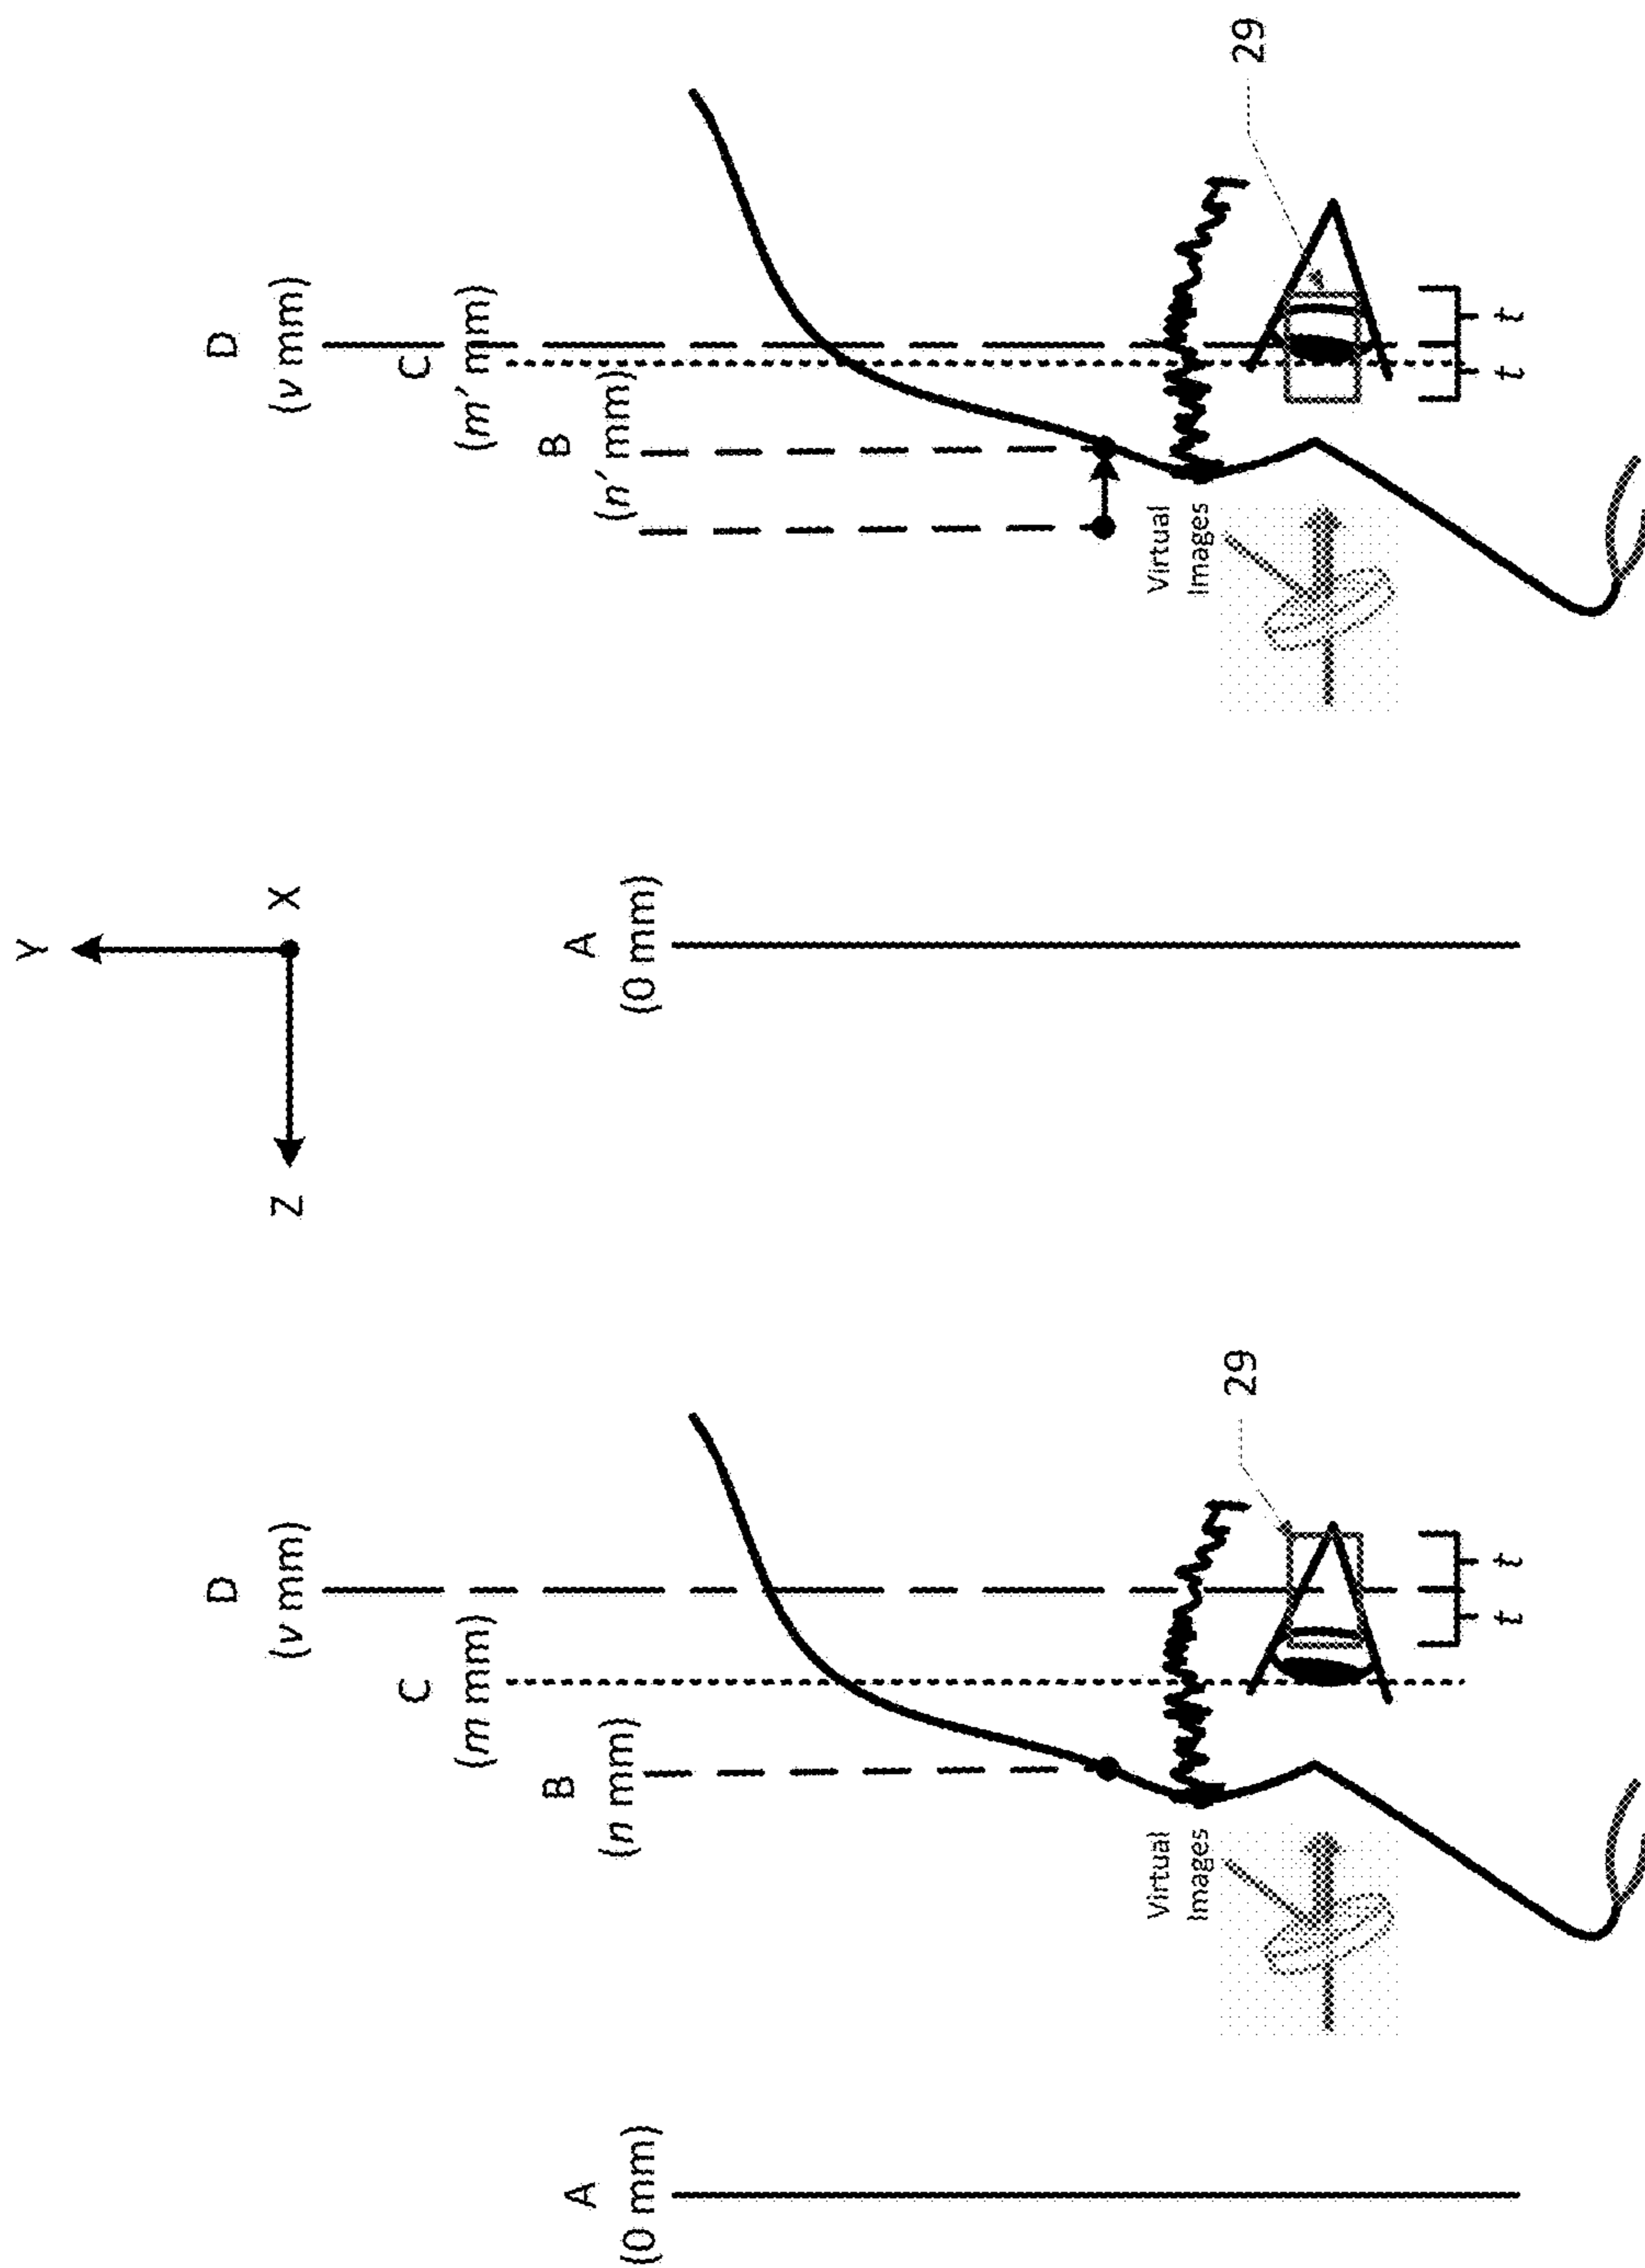 D
(v mm)
C
(m mm)
B
(n mm)
A
(0 mm)
Virtual
Images
29
t
t
Y
Z
X
D
(v mm)
C
(m′ mm)
B
(n′ mm)
A
(0 mm)
Virtual
Images
29
t
t